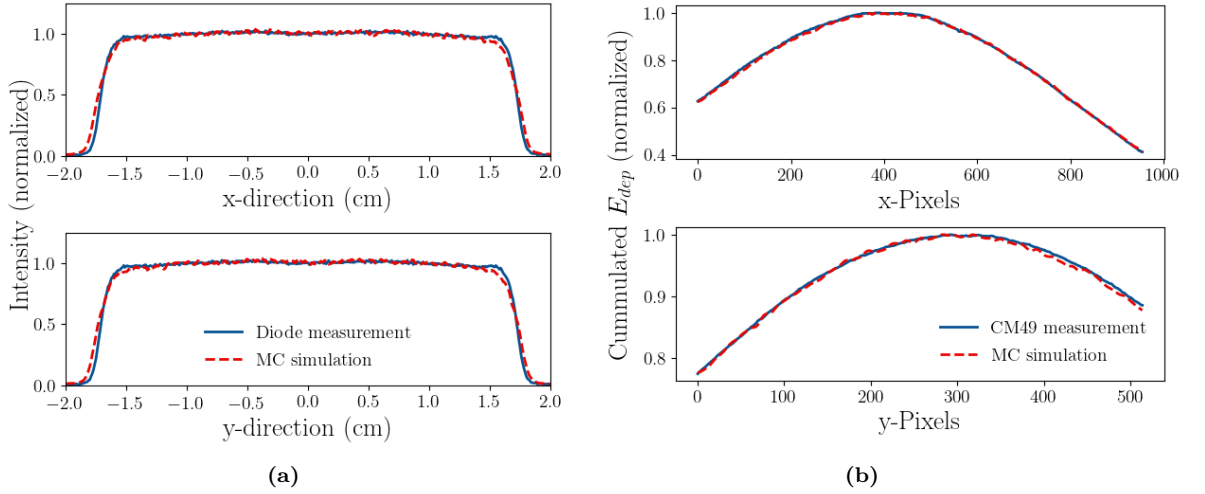 Intensity (normalized)
1.0
0.5
0.0
−2.0 −1.5 −1.0 −0.5 0.0 0.5 1.0 1.5 2.0
x-direction (cm)
1.0
0.5
0.0
Diode measurement
MC simulation
−2.0 −1.5 −1.0 −0.5 0.0 0.5 1.0 1.5 2.0
y-direction (cm)
(a)
Cummulated E_dep (normalized)
1.0
0.8
0.6
0.4
0 200 400 600 800 1000
x-Pixels
1.0
0.9
0.8
CM49 measurement
MC simulation
0 100 200 300 400 500
y-Pixels
(b)